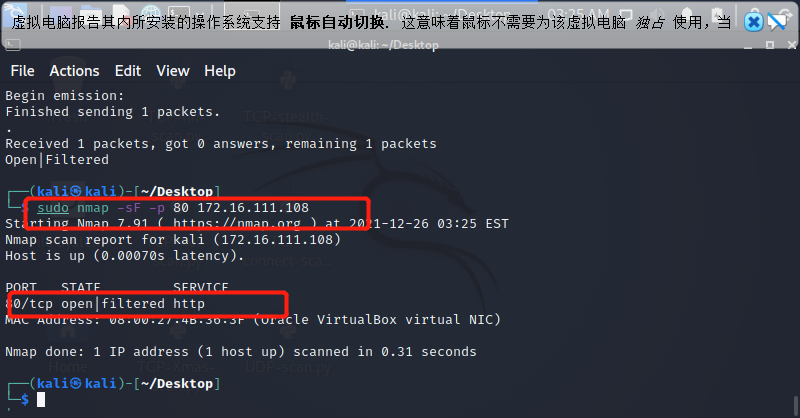 虚拟电脑报告其内所安装的操作系统支持 鼠标自动切换. 这意味着鼠标不需要为该虚拟电脑 独占 使用，当
kali@kali: ~/Desktop
File Actions Edit View Help
Begin emission:
Finished sending 1 packets.
.
Received 1 packets, got 0 answers, remaining 1 packets
Open|Filtered
┌──(kali㉿kali)-[~/Desktop]
└─$ sudo nmap -sF -p 80 172.16.111.108
Starting Nmap 7.91 ( https://nmap.org ) at 2021-12-26 03:25 EST
Nmap scan report for kali (172.16.111.108)
Host is up (0.00070s latency).
PORT   STATE         SERVICE
80/tcp open|filtered http
MAC Address: 08:00:27:4B:36:3F (Oracle VirtualBox virtual NIC)
Nmap done: 1 IP address (1 host up) scanned in 0.31 seconds
┌──(kali㉿kali)-[~/Desktop]
└─$